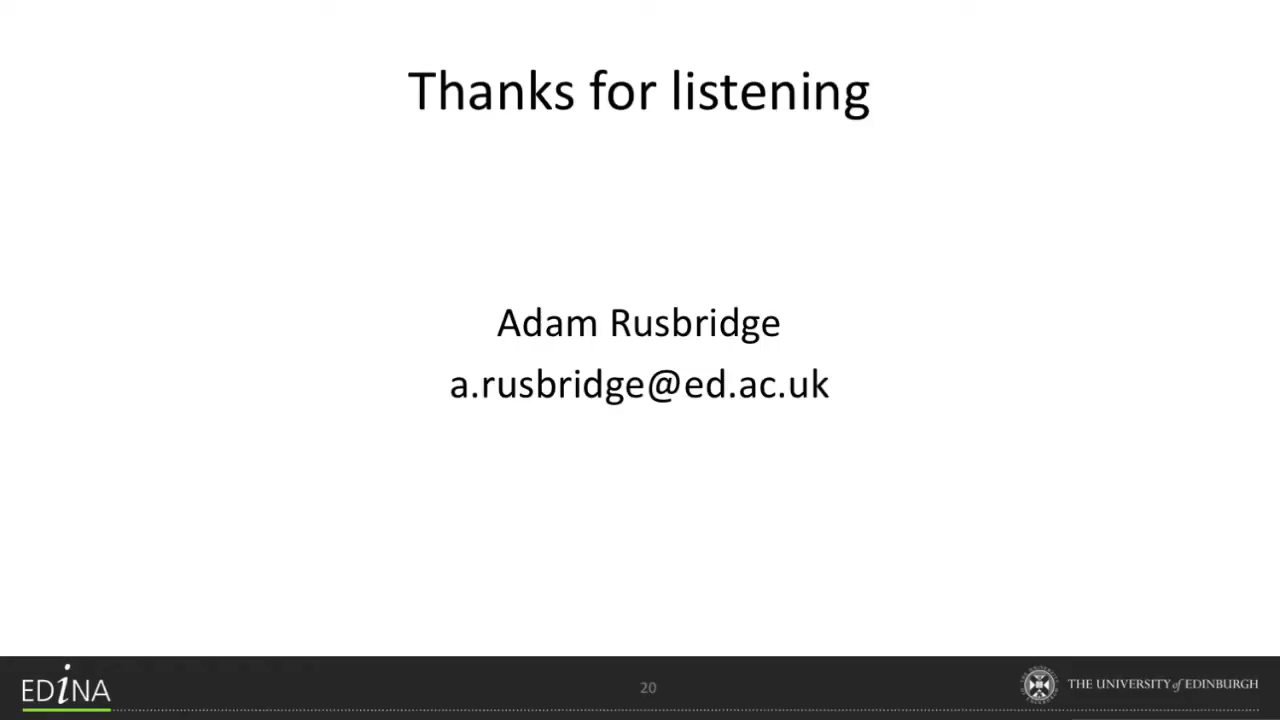 Thanks for listening
Adam Rusbridge
a.rusbridge@ed.ac.uk
EDiNA
20
THE UNIVERSITY of EDINBURGH